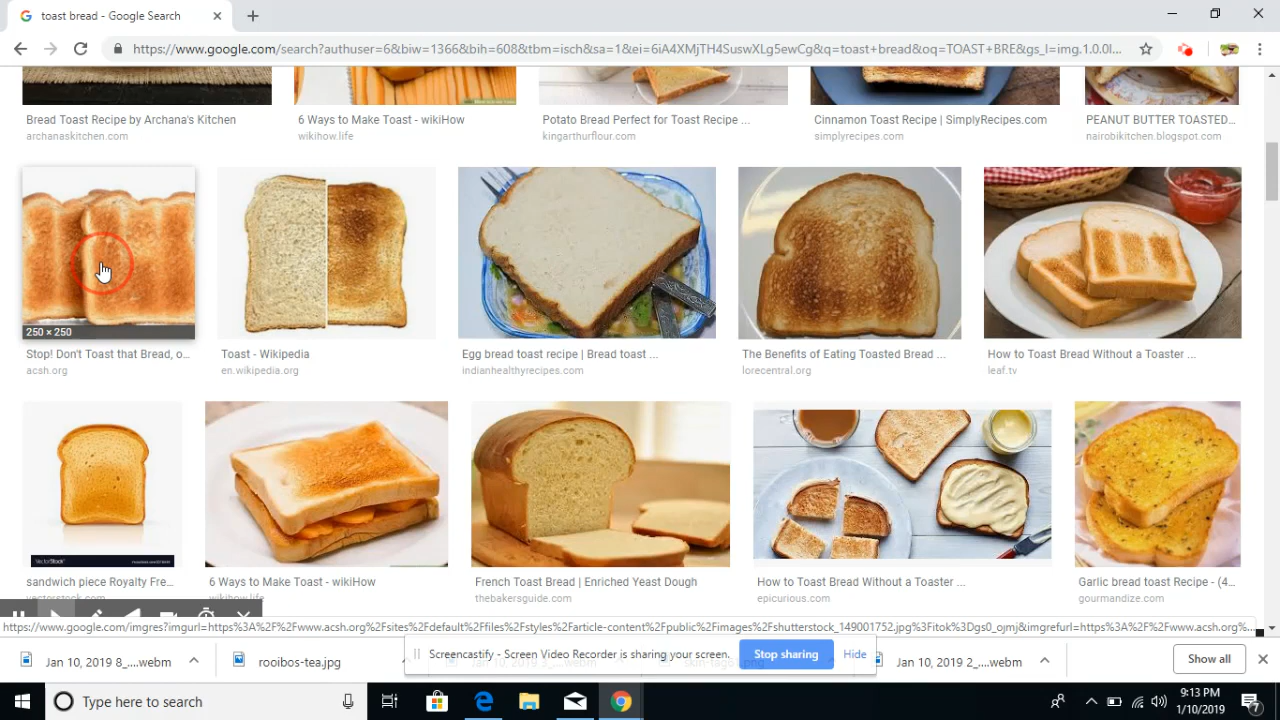 toast bread - Google Search
https://www.google.com/search?authuser=6&biw=1366&bih=608&tbm=isch&sa=1&ei=6iA4XMjTH4SuswXLg5ewCg&q=toast+bread&oq=TOAST+BRE&gs_l=img.1.0.0l...
Bread Toast Recipe by Archana's Kitchen
archanaskitchen.com
6 Ways to Make Toast - wikiHow
wikihow.life
Potato Bread Perfect for Toast Recipe ...
kingarthurflour.com
Cinnamon Toast Recipe | SimplyRecipes.com
simplyrecipes.com
PEANUT BUTTER TOASTED...
nairobikitchen.blogspot.com
250 × 250
Stop! Don't Toast that Bread, o...
acsh.org
Toast - Wikipedia
en.wikipedia.org
Egg bread toast recipe | Bread toast ...
indianhealthyrecipes.com
The Benefits of Eating Toasted Bread ...
lorecentral.org
How to Toast Bread Without a Toaster ...
leaf.tv
VectorStock
sandwich piece Royalty Fre...
vectorstock.com
6 Ways to Make Toast - wikiHow
wikihow.life
French Toast Bread | Enriched Yeast Dough
thebakersguide.com
How to Toast Bread Without a Toaster ...
epicurious.com
Garlic bread toast Recipe - (4...
gourmandize.com
https://www.google.com/imgres?imgurl=https%3A%2F%2Fwww.acsh.org%2Fsites%2Fdefault%2Ffiles%2Fstyles%2Farticle-content%2Fpublic%2Fimages%2Fshutterstock_149001752.jpg%3Fitok%3Dgs0_ojmj&imgrefurl=https%3A%2F%2Fwww.acsh.org%...
Jan 10, 2019 8_....webm
rooibos-tea.jpg
Screencastify - Screen Video Recorder is sharing your screen.
Stop sharing
Hide
Jan 10, 2019 2_....webm
Show all
Type here to search
9:13 PM
1/10/2019
7